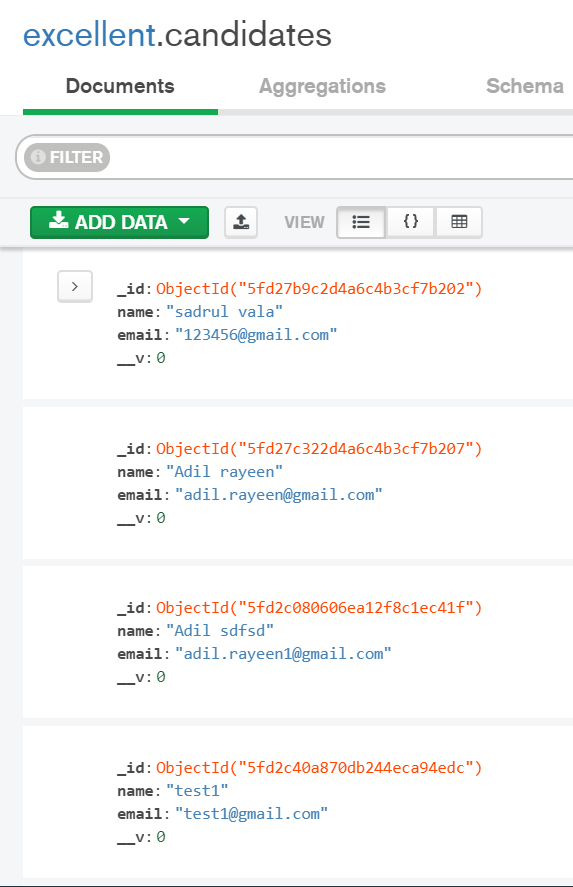 excellent.candidates
Documents Aggregations Schema
FILTER
ADD DATA VIEW { }
_id: ObjectId("5fd27b9c2d4a6c4b3cf7b202")
name: "sadrul vala"
email: "123456@gmail.com"
__v: 0
_id: ObjectId("5fd27c322d4a6c4b3cf7b207")
name: "Adil rayeen"
email: "adil.rayeen@gmail.com"
__v: 0
_id: ObjectId("5fd2c080606ea12f8c1ec41f")
name: "Adil sdfsd"
email: "adil.rayeen1@gmail.com"
__v: 0
_id: ObjectId("5fd2c40a870db244eca94edc")
name: "test1"
email: "test1@gmail.com"
__v: 0